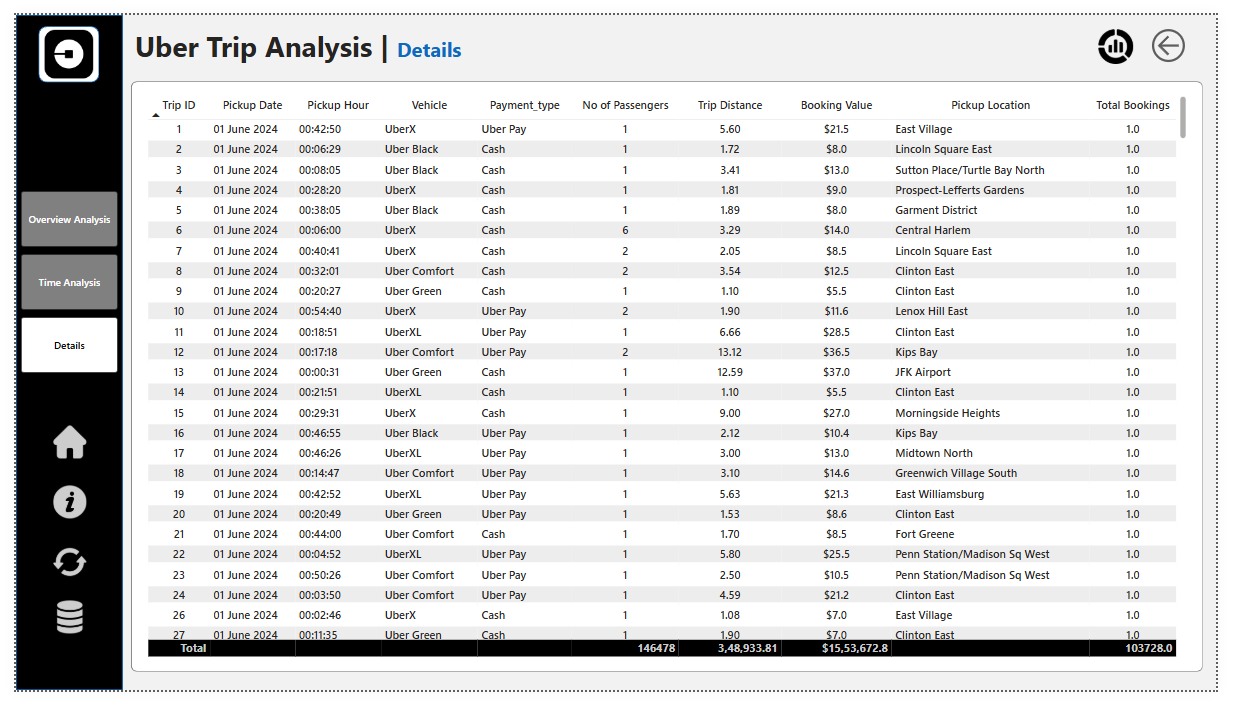 Uber Trip Analysis | Details
Overview Analysis
Time Analysis
Details
Trip ID Pickup Date Pickup Hour Vehicle Payment_type No of Passengers Trip Distance Booking Value Pickup Location Total Bookings
1 01 June 2024 00:42:50 UberX Uber Pay 1 5.60 $21.5 East Village 1.0
2 01 June 2024 00:06:29 Uber Black Cash 1 1.72 $8.0 Lincoln Square East 1.0
3 01 June 2024 00:08:05 Uber Black Cash 1 3.41 $13.0 Sutton Place/Turtle Bay North 1.0
4 01 June 2024 00:28:20 UberX Cash 1 1.81 $9.0 Prospect-Lefferts Gardens 1.0
5 01 June 2024 00:38:05 Uber Black Cash 1 1.89 $8.0 Garment District 1.0
6 01 June 2024 00:06:00 UberX Cash 6 3.29 $14.0 Central Harlem 1.0
7 01 June 2024 00:40:41 UberX Cash 2 2.05 $8.5 Lincoln Square East 1.0
8 01 June 2024 00:32:01 Uber Comfort Cash 2 3.54 $12.5 Clinton East 1.0
9 01 June 2024 00:20:27 Uber Green Cash 1 1.10 $5.5 Clinton East 1.0
10 01 June 2024 00:54:40 UberX Uber Pay 2 1.90 $11.6 Lenox Hill East 1.0
11 01 June 2024 00:18:51 UberXL Uber Pay 1 6.66 $28.5 Clinton East 1.0
12 01 June 2024 00:17:18 Uber Comfort Uber Pay 2 13.12 $36.5 Kips Bay 1.0
13 01 June 2024 00:00:31 Uber Green Cash 1 12.59 $37.0 JFK Airport 1.0
14 01 June 2024 00:21:51 UberXL Cash 1 1.10 $5.5 Clinton East 1.0
15 01 June 2024 00:29:31 UberX Cash 1 9.00 $27.0 Morningside Heights 1.0
16 01 June 2024 00:46:55 Uber Black Uber Pay 1 2.12 $10.4 Kips Bay 1.0
17 01 June 2024 00:46:26 UberXL Uber Pay 1 3.00 $13.0 Midtown North 1.0
18 01 June 2024 00:14:47 Uber Comfort Uber Pay 1 3.10 $14.6 Greenwich Village South 1.0
19 01 June 2024 00:42:52 UberXL Uber Pay 1 5.63 $21.3 East Williamsburg 1.0
20 01 June 2024 00:20:49 Uber Green Uber Pay 1 1.53 $8.6 Clinton East 1.0
21 01 June 2024 00:44:00 Uber Comfort Cash 1 1.70 $8.5 Fort Greene 1.0
22 01 June 2024 00:04:52 UberXL Uber Pay 1 5.80 $25.5 Penn Station/Madison Sq West 1.0
23 01 June 2024 00:50:26 Uber Comfort Uber Pay 1 2.50 $10.5 Penn Station/Madison Sq West 1.0
24 01 June 2024 00:03:50 Uber Comfort Uber Pay 1 4.59 $21.2 Clinton East 1.0
26 01 June 2024 00:02:46 UberX Cash 1 1.08 $7.0 East Village 1.0
27 01 June 2024 00:11:35 Uber Green Cash 1 1.90 $7.0 Clinton East 1.0
Total 146478 3,48,933.81 $15,53,672.8 103728.0